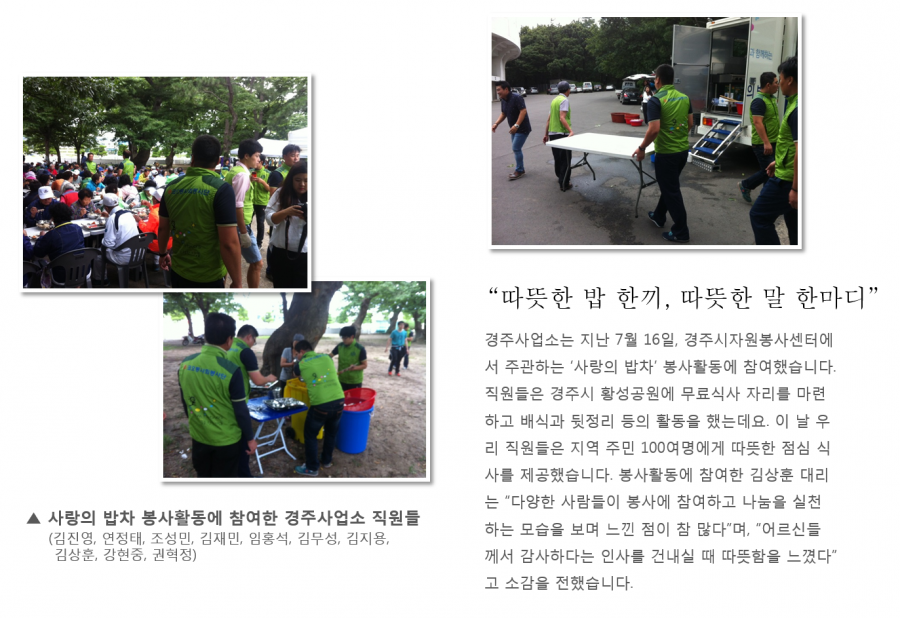 “따뜻한 밥 한끼, 따뜻한 말 한마디”
경주사업소는 지난 7월 16일, 경주시자원봉사센터에
서 주관하는 ‘사랑의 밥차’ 봉사활동에 참여했습니다.
직원들은 경주시 황성공원에 무료식사 자리를 마련
하고 배식과 뒷정리 등의 활동을 했는데요. 이 날 우
리 직원들은 지역 주민 100여명에게 따뜻한 점심 식
사를 제공했습니다. 봉사활동에 참여한 김상훈 대리
는 “다양한 사람들이 봉사에 참여하고 나눔을 실천
하는 모습을 보며 느낀 점이 참 많다”며, ”어르신들
께서 감사하다는 인사를 건내실 때 따뜻함을 느꼈다”
고 소감을 전했습니다.
▲ 사랑의 밥차 봉사활동에 참여한 경주사업소 직원들
(김진영, 연정태, 조성민, 김재민, 임홍석, 김무성, 김지용,
김상훈, 강현중, 권혁정)